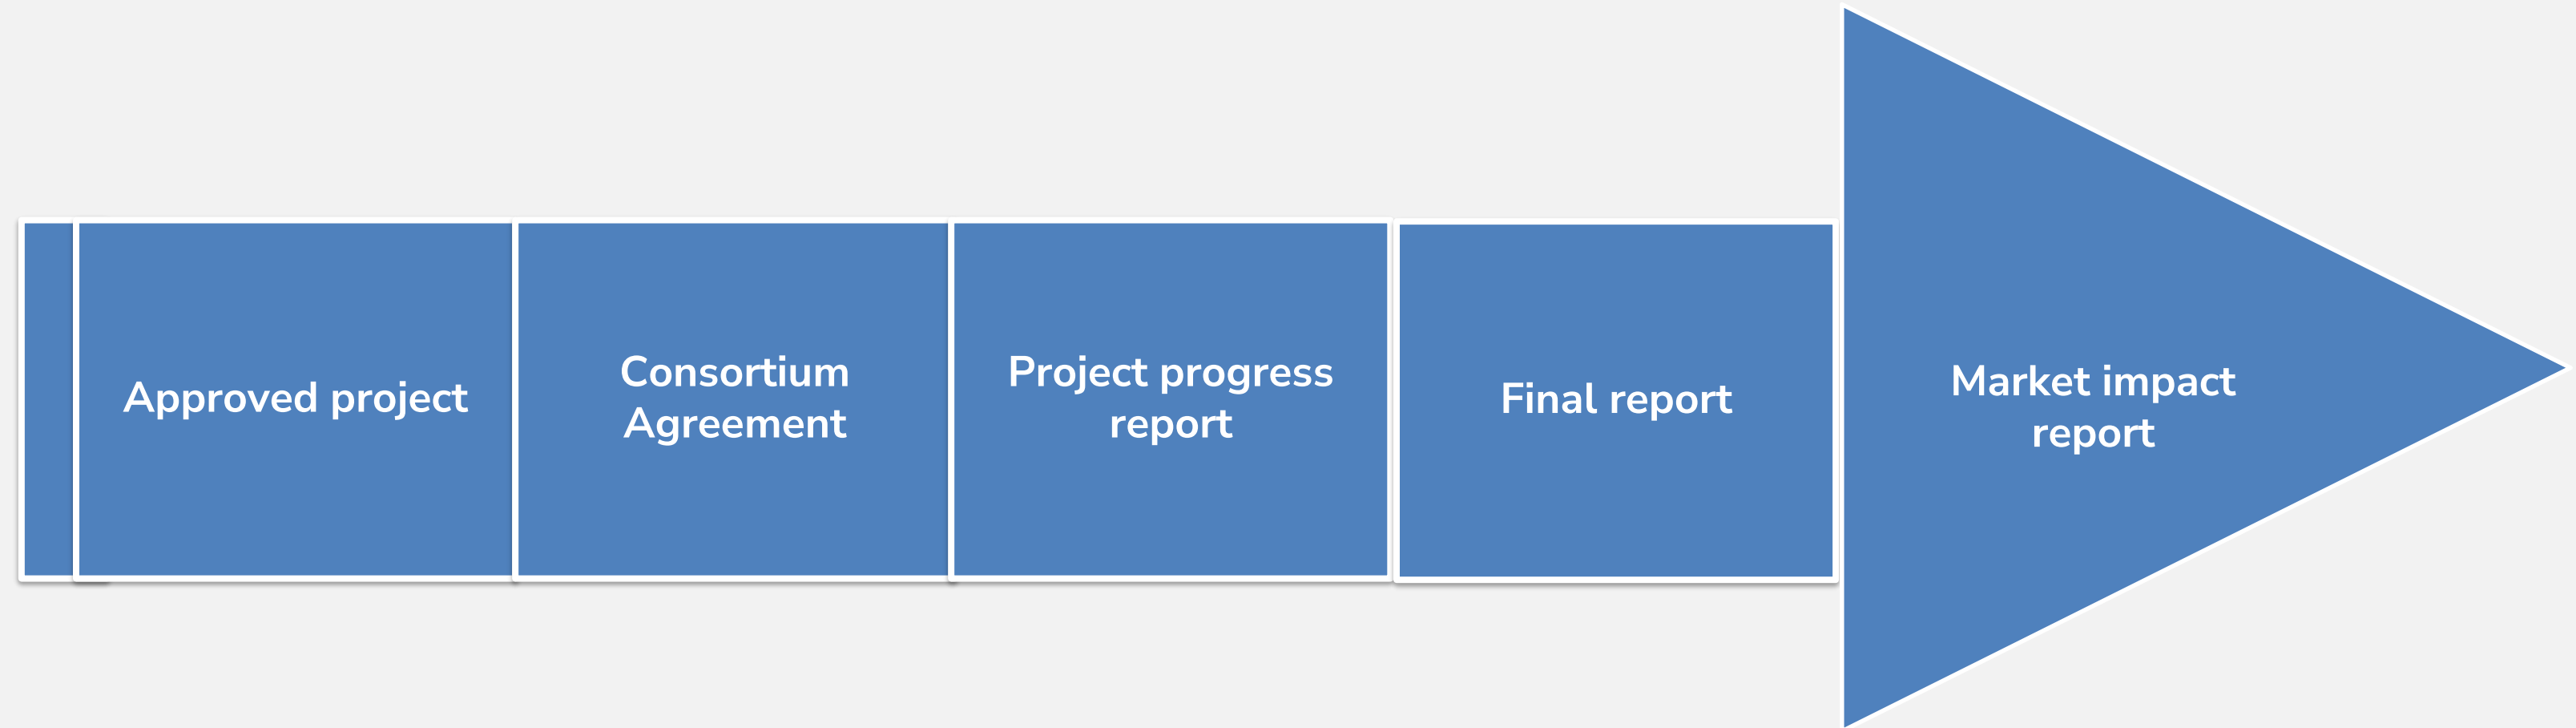 Approved project
Consortium
Agreement
Project progress
report
Final report
Market impact
report